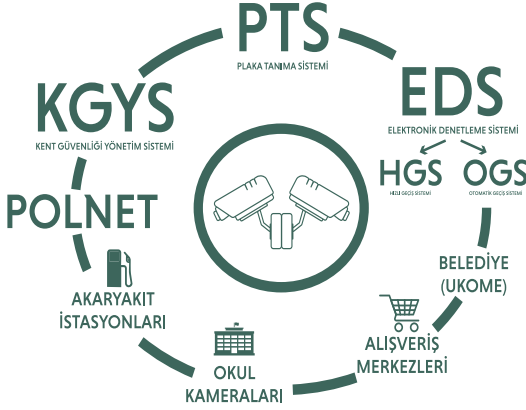 PTS
PLAKA TANIMA SİSTEMİ
KGYS
KENT GÜVENLİĞİ YÖNETİM SİSTEMİ
EDS
ELEKTRONİK DENETLEME SİSTEMİ
HGS
HIZLI GEÇİŞ SİSTEMİ
OGS
OTOMATİK GEÇİŞ SİSTEMİ
POLNET
BELEDİYE
(UKOME)
AKARYAKIT
İSTASYONLARI
ALIŞVERİŞ
MERKEZLERİ
OKUL
KAMERALARI